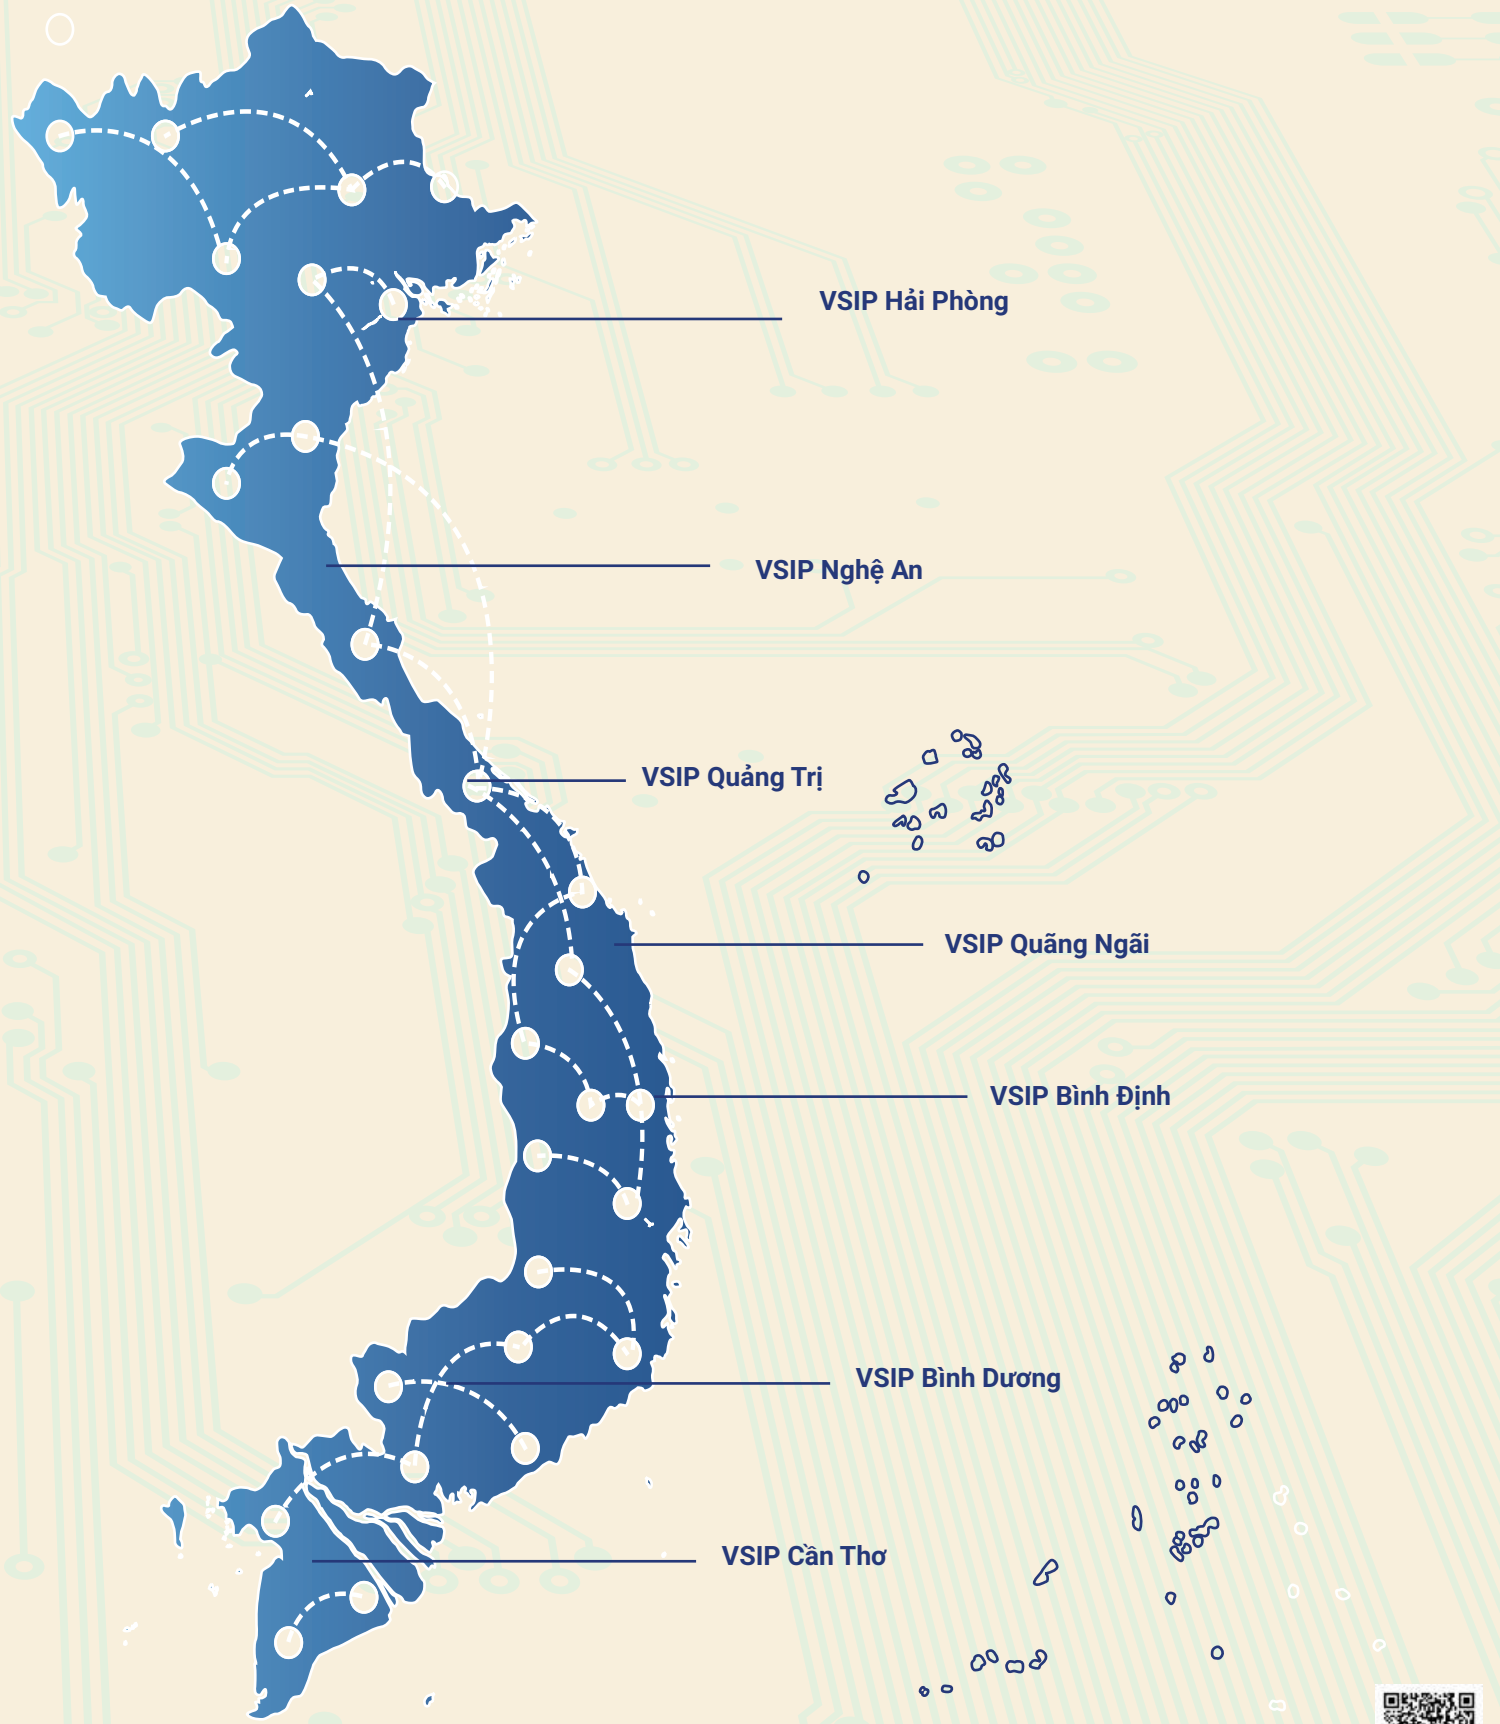 VSIP Hải Phòng
VSIP Nghệ An
VSIP Quảng Trị
VSIP Quãng Ngãi
VSIP Bình Định
VSIP Bình Dương
VSIP Cần Thơ